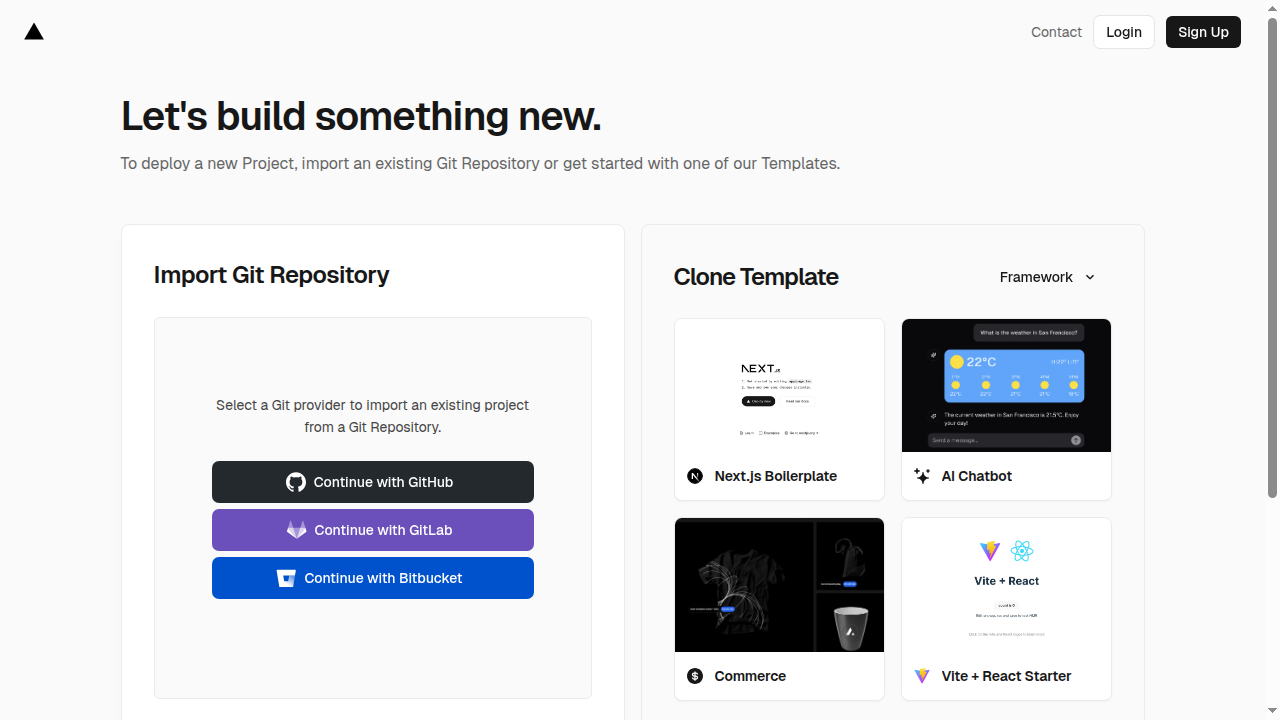 Contact
Login
Sign Up
Let's build something new.
To deploy a new Project, import an existing Git Repository or get started with one of our Templates.
Import Git Repository
Select a Git provider to import an existing project
from a Git Repository.
Continue with GitHub
Continue with GitLab
Continue with Bitbucket
Clone Template
Framework
NEXT.js
Next.js Boilerplate
What is the weather in San Francisco?
22°C
The current weather in San Francisco is 21.5°C. Enjoy
your day!
Send a message...
AI Chatbot
Commerce
Vite + React
Vite + React Starter